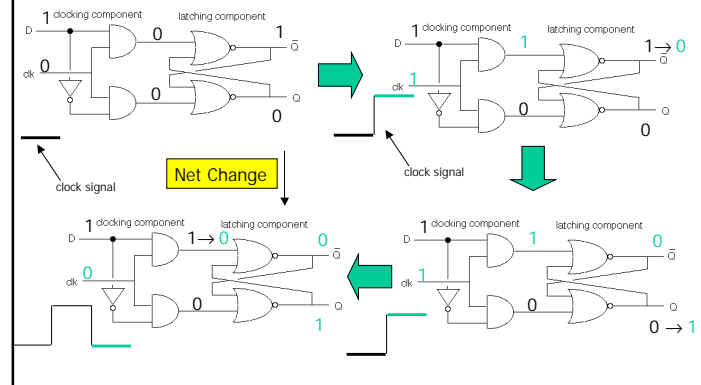 clocking component latching component
1
D
0
1
Q̄
0
clk
0
Q
0
clock signal
clocking component latching component
1
D
1
1→0
Q̄
1
clk
0
Q
0
clock signal
Net Change
clocking component latching component
1
D
1→0
0
Q̄
0
clk
0
Q
1
clocking component latching component
1
D
1
0
Q̄
1
clk
0
Q
0→1